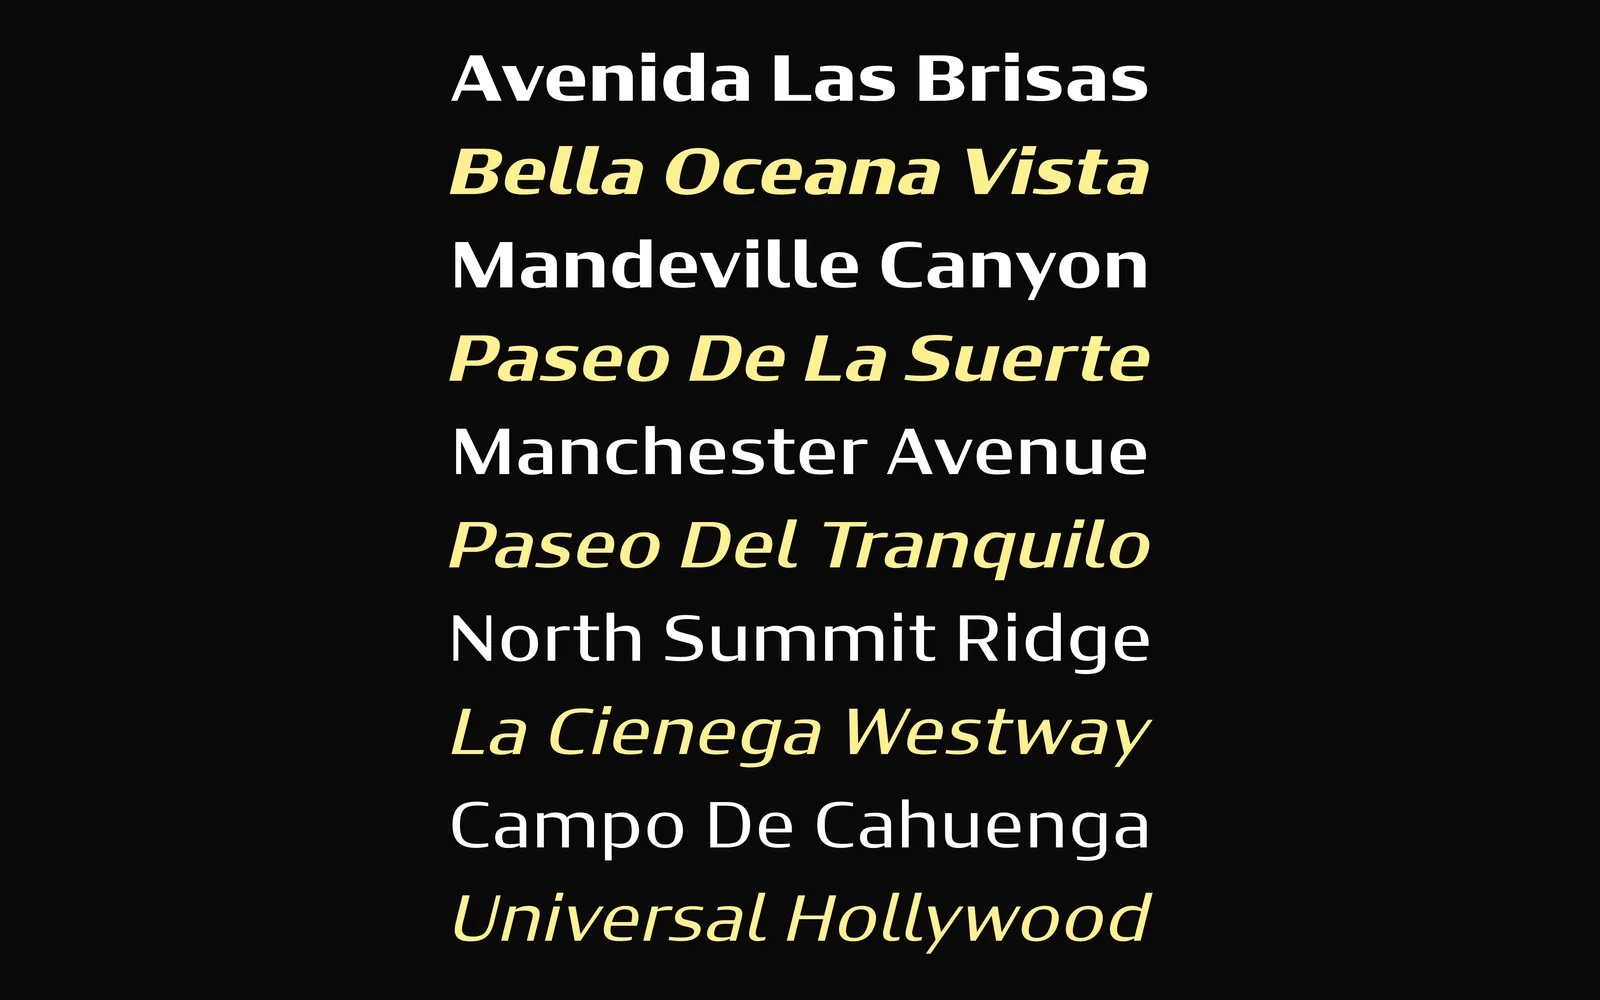 Avenida Las Brisas
Bella Oceana Vista
Mandeville Canyon
Paseo De La Suerte
Manchester Avenue
Paseo Del Tranquilo
North Summit Ridge
La Cienega Westway
Campo De Cahuenga
Universal Hollywood